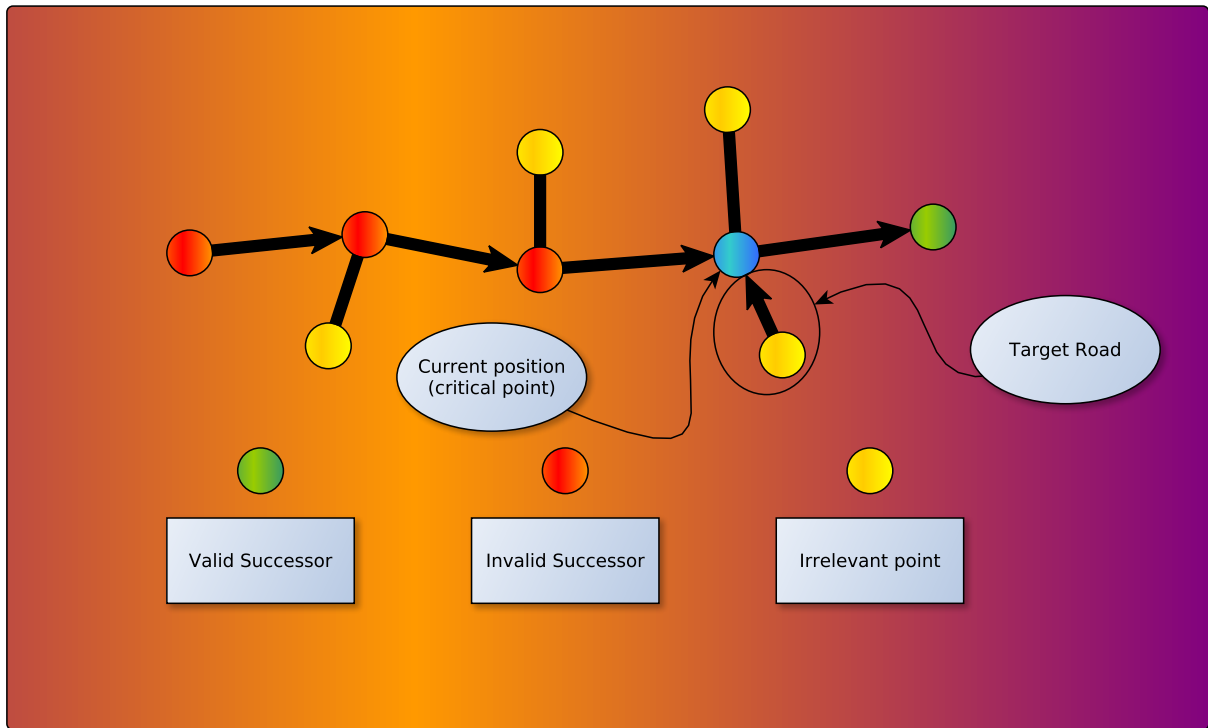 Target Road
Current position
(critical point)
Valid Successor
Invalid Successor
Irrelevant point